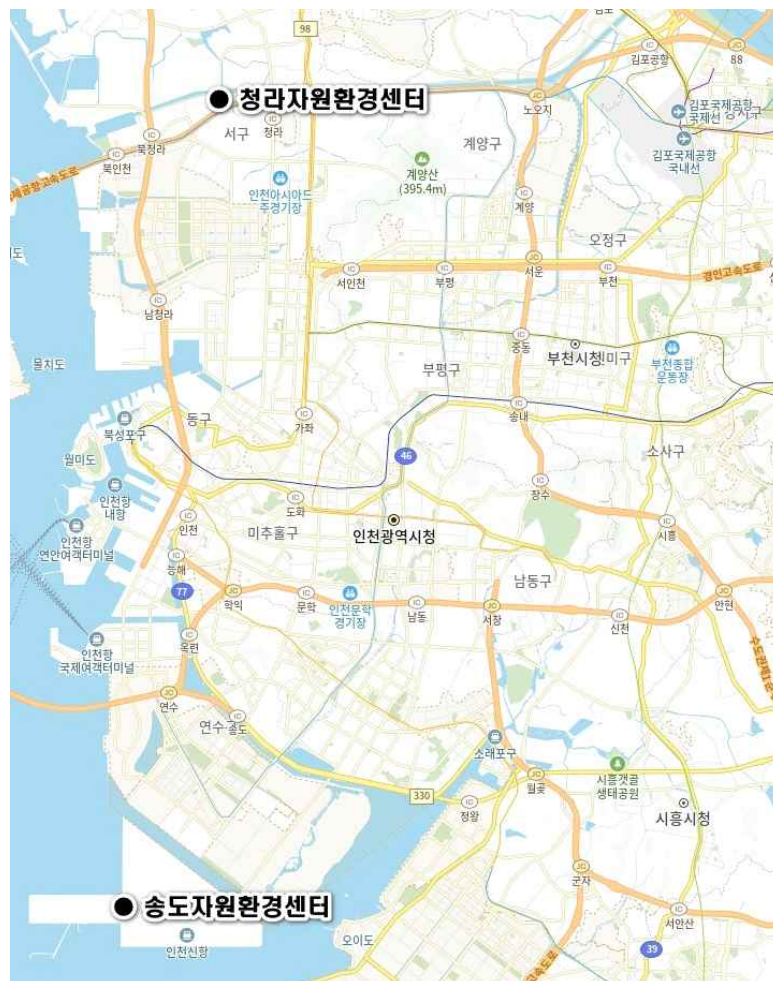 98
김포공항
88
● 청라자원환경센터
노오지
김포국제공항
국제선
서구
청라
북청라
북인천
계양구
김포국제공항
국내선
계양산
(395.4m)
인천아시아드
주경기장
계양
오정구
서인천
부평
서운
부천
경인고속도로
남청라
물치도
중동
부천시청
부평구
부천종합
운동장
북성포구
동구
가좌
송내
월미도
46
소사구
인천항
내항
장수
도화
인천
미추홀구
인천광역시청
시흥
인천항
연안여객터미널
능해
남동구
77
학익
문학
인천문학
경기장
남동
서창
신천
안현
인천항
국제여객터미널
옥련
연수
송도
소래포구
월곶
시흥갯골
생태공원
330
정왕
시흥시청
군자
● 송도자원환경센터
서안산
오이도
인천신항
39